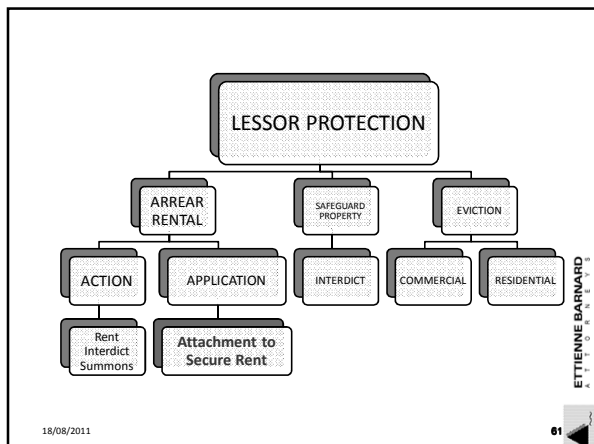 LESSOR PROTECTION
ARREAR
RENTAL
SAFEGUARD
PROPERTY
EVICTION
ACTION
APPLICATION
INTERDICT
COMMERCIAL
RESIDENTIAL
Rent
Interdict
Summons
Attachment to
Secure Rent
ETTIENNE BARNARD
ATTORNEYS
18/08/2011
61